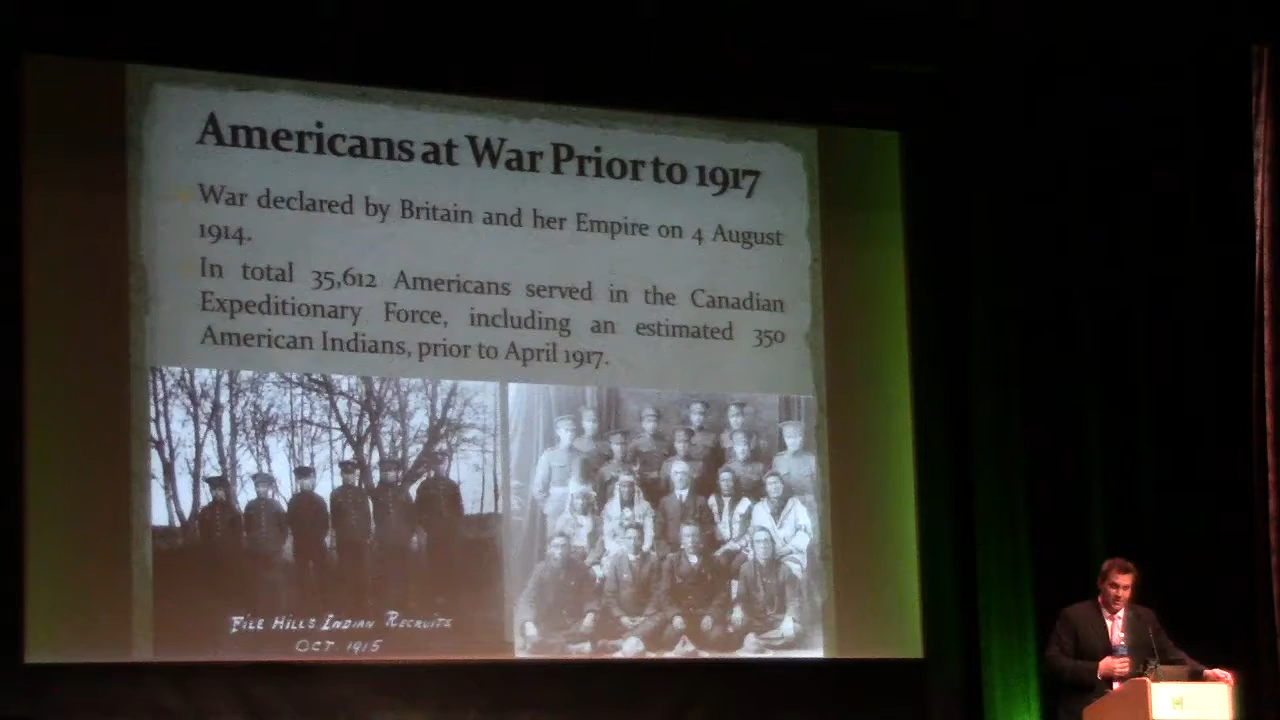 Americans at War Prior to 1917
War declared by Britain and her Empire on 4 August
1914.
In total 35,612 Americans served in the Canadian
Expeditionary Force, including an estimated 350
American Indians, prior to April 1917.
FILE HILLS INDIAN RECRUITS
OCT. 1915